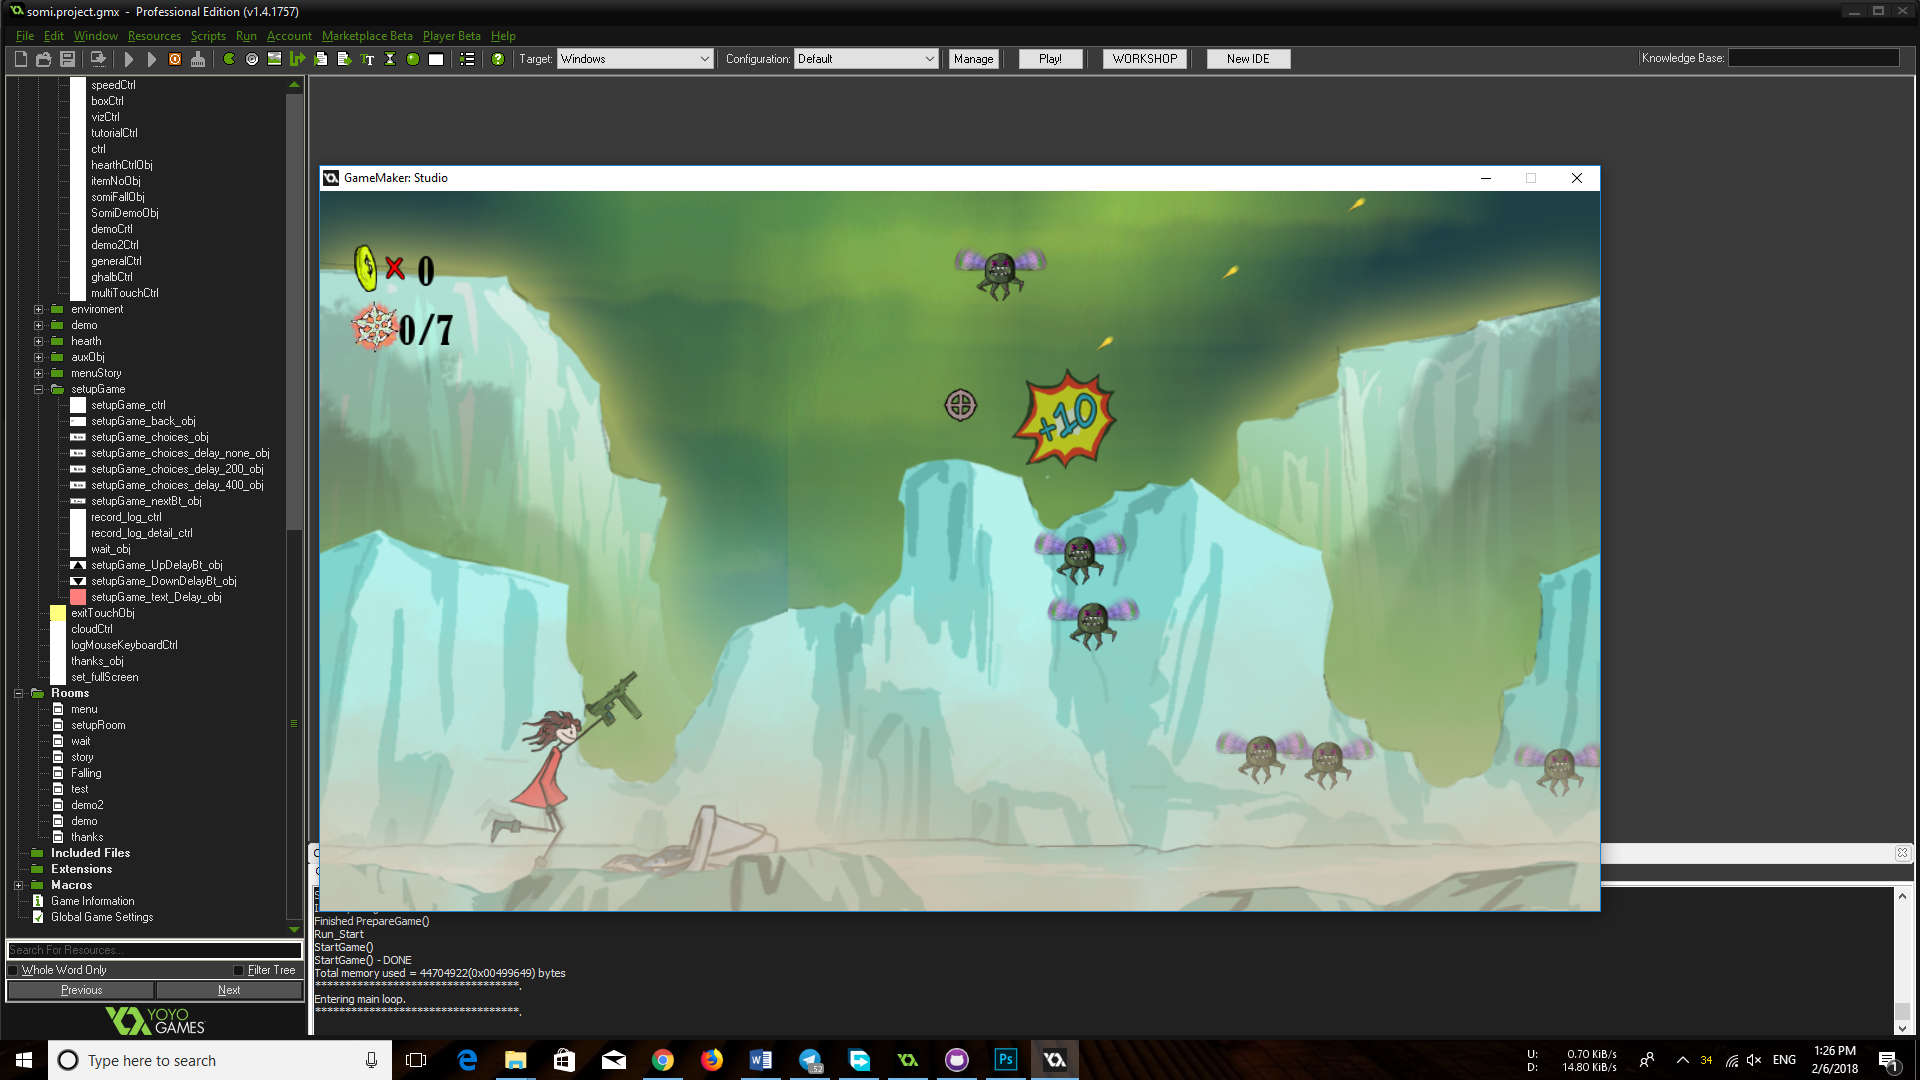 somi.project.gmx - Professional Edition (v1.4.1757)
File Edit Window Resources Scripts Run Account Marketplace Beta Player Beta Help
Target: Windows Configuration: Default Manage Play! WORKSHOP New IDE Knowledge Base:
speedCtrl
boxCtrl
vizCtrl
tutorialCtrl
ctrl
hearthCtrlObj
itemNoObj
somiFallObj
SomiDemoObj
demoCrtl
demo2Ctrl
generalCtrl
ghalbCtrl
multiTouchCtrl
enviroment
demo
hearth
auxObj
menuStory
setupGame
setupGame_ctrl
setupGame_back_obj
setupGame_choices_obj
setupGame_choices_delay_none_obj
setupGame_choices_delay_200_obj
setupGame_choices_delay_400_obj
setupGame_nextBt_obj
record_log_ctrl
record_log_detail_ctrl
wait_obj
setupGame_UpDelayBt_obj
setupGame_DownDelayBt_obj
setupGame_text_Delay_obj
exitTouchObj
cloudCtrl
logMouseKeyboardCtrl
thanks_obj
set_fullScreen
Rooms
menu
setupRoom
wait
story
Falling
test
demo2
demo
thanks
Included Files
Extensions
Macros
Game Information
Global Game Settings
Search For Resources...
Whole Word Only Filter Tree
Previous Next
YOYO
GAMES
GameMaker: Studio
$ X 0
0/7
+10
Finished PrepareGame()
Run_Start
StartGame()
StartGame() - DONE
Total memory used = 44704922(0x00499649) bytes
**********************************.
Entering main loop.
**********************************.
Type here to search
W
52
Ps
U: 0.70 KiB/s
D: 14.80 KiB/s
34
ENG
1:26 PM
2/6/2018
1